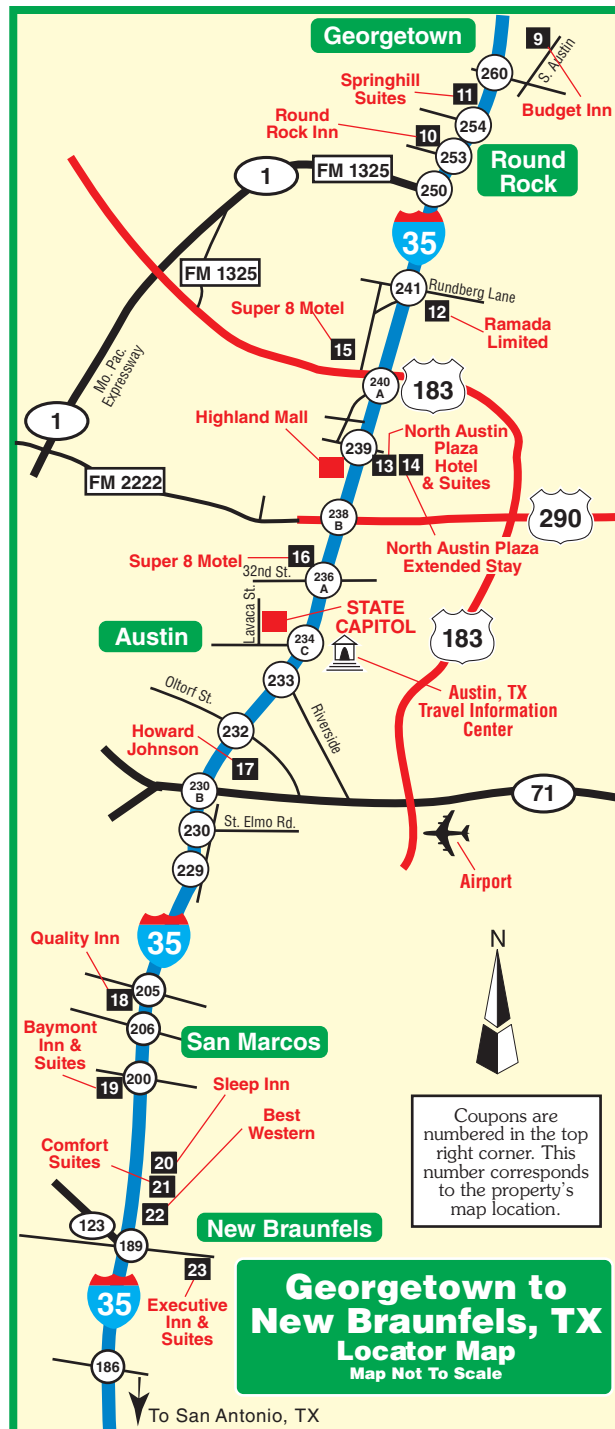 Georgetown
9
S. Austin
260
Springhill
Suites
11
Budget Inn
254
Round
Rock Inn
10
253
Round
Rock
1
FM 1325
250
35
FM 1325
241
Rundberg Lane
Super 8 Motel
12
Ramada
Limited
15
Mo. Pac.
Expressway
240
A
183
1
Highland Mall
239
North Austin
Plaza
Hotel
& Suites
13
14
FM 2222
238
B
290
North Austin Plaza
Extended Stay
16
Super 8 Motel
32nd St.
236
A
Lavaca St.
STATE
CAPITOL
Austin
234
C
183
233
Austin, TX
Travel Information
Center
Oltorf St.
Riverside
232
Howard
Johnson
17
230
B
71
230
St. Elmo Rd.
229
Airport
35
Quality Inn
N
205
18
206
San Marcos
Baymont
Inn &
Suites
200
19
Sleep Inn
Best
Western
Coupons are
numbered in the top
right corner. This
number corresponds
to the property's
map location.
Comfort
Suites
20
21
22
123
New Braunfels
189
23
35
Executive
Inn &
Suites
Georgetown to
New Braunfels, TX
Locator Map
Map Not To Scale
186
To San Antonio, TX